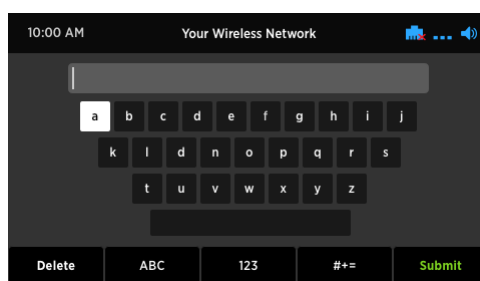 10:00 AM Your Wireless Network
a b c d e f g h i j
k l d n o p q r s
t u v w x y z
Delete ABC 123 #+= Submit